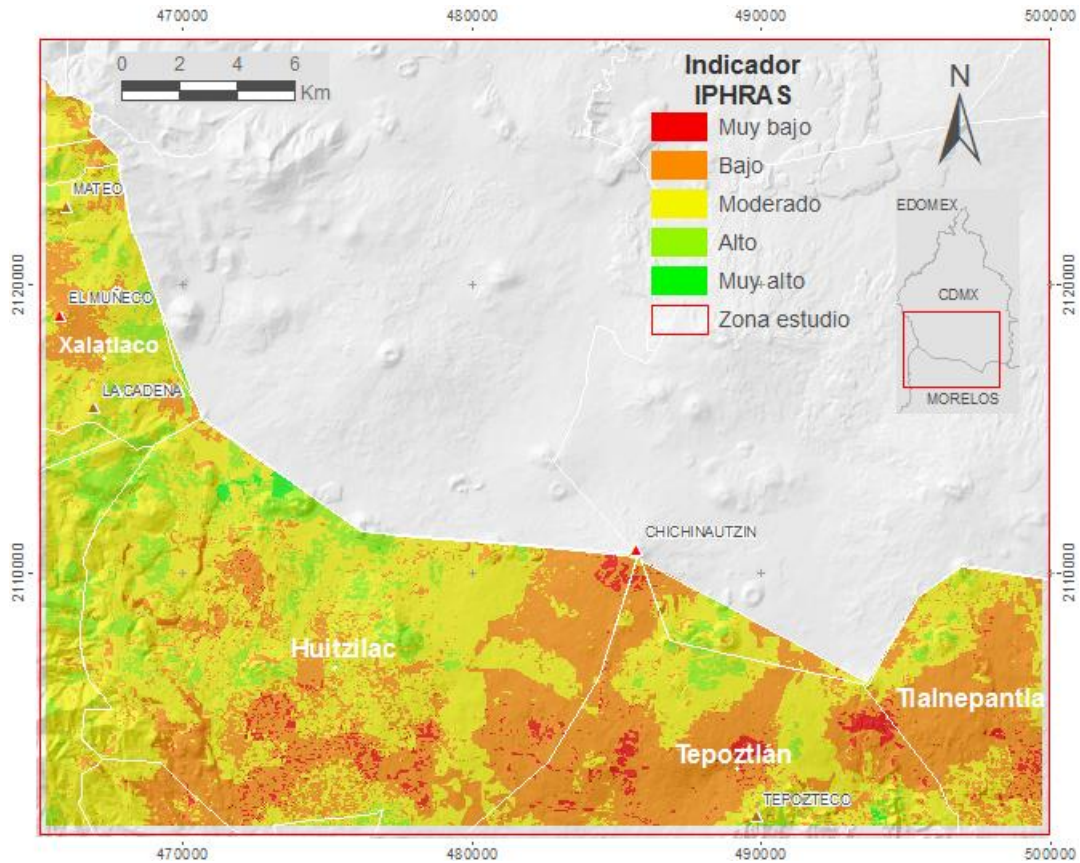 470000
480000
490000
500000
0 2 4 6
Km
Indicador
IPHRAS
Muy bajo
Bajo
Moderado
Alto
Muy alto
Zona estudio
N
EDOMEX
CDMX
MORELOS
MATEO
2120000
2120000
EL MUÑECO
Xalatlaco
LA CADENA
CHICHINAUTZIN
2110000
2110000
Huitzilac
Tlalnepantla
Tepoztlán
TEPOZTECO
470000
480000
490000
500000